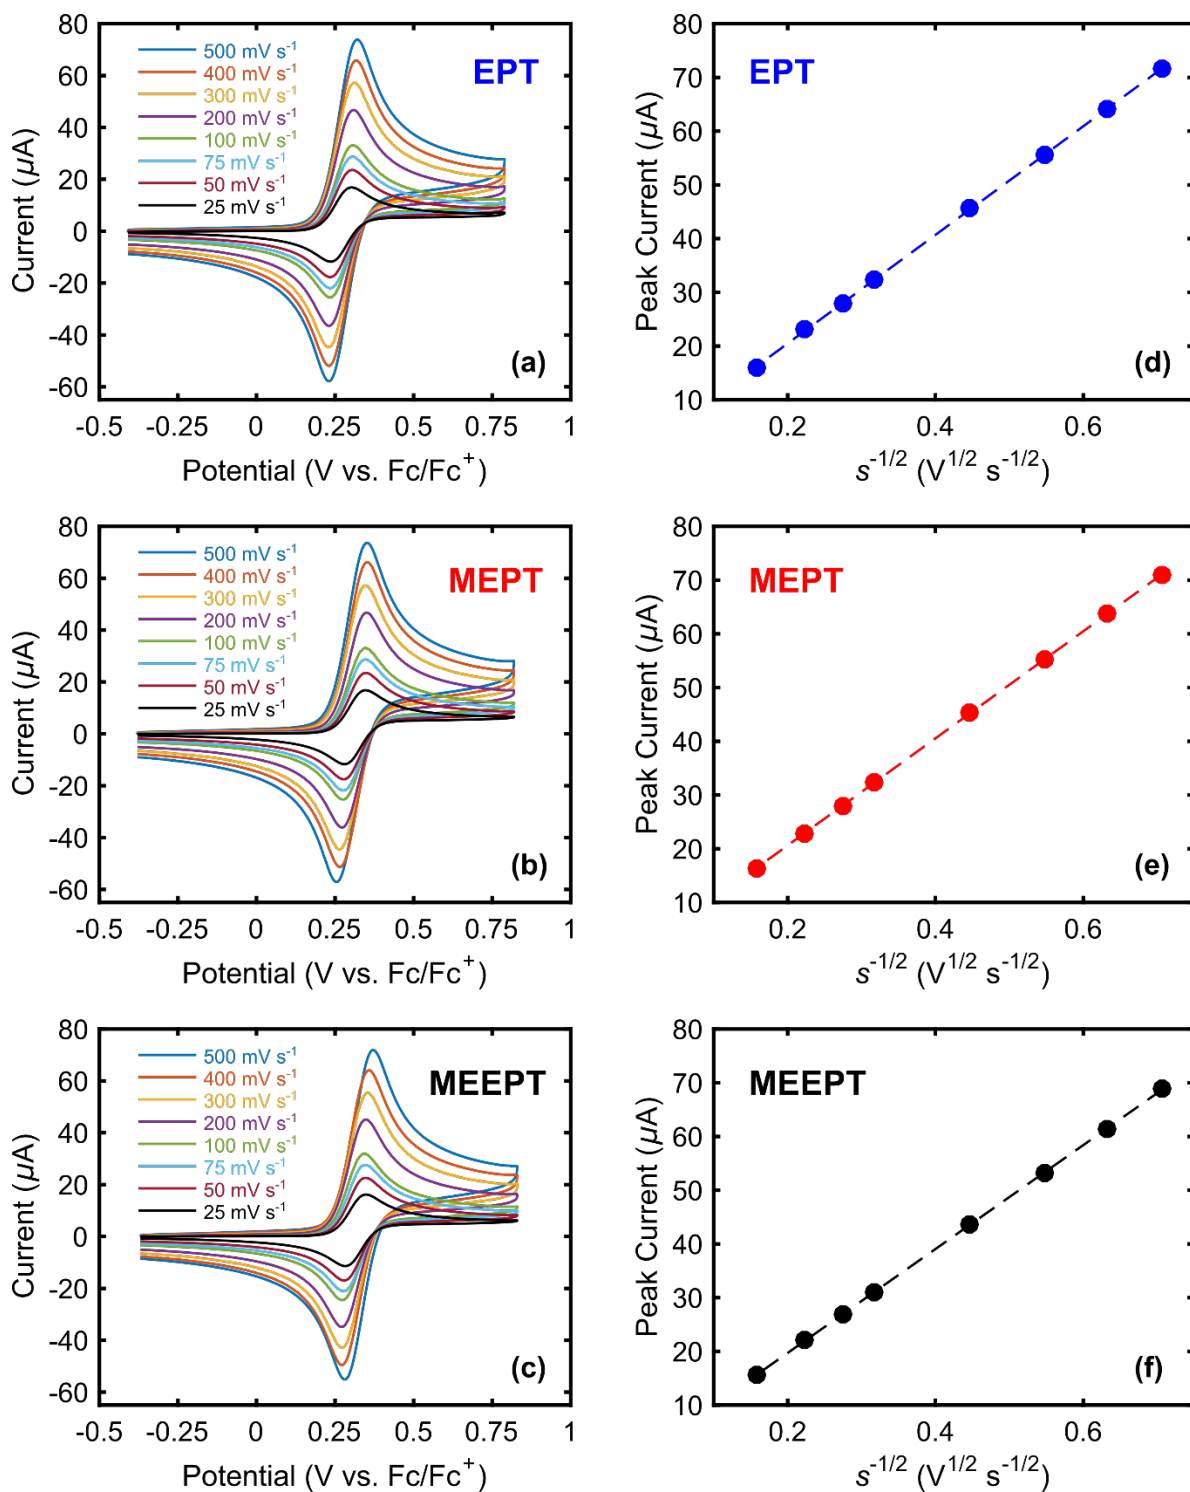 80
60
40
20
0
-20
-40
-60
Current (μA)
500 mV s⁻¹
400 mV s⁻¹
300 mV s⁻¹
200 mV s⁻¹
100 mV s⁻¹
75 mV s⁻¹
50 mV s⁻¹
25 mV s⁻¹
EPT
(a)
-0.5 -0.25 0 0.25 0.5 0.75 1
Potential (V vs. Fc/Fc⁺)
80
70
60
50
40
30
20
10
Peak Current (μA)
EPT
(d)
0.2 0.4 0.6
s⁻¹/² (V¹/² s⁻¹/²)
80
60
40
20
0
-20
-40
-60
Current (μA)
500 mV s⁻¹
400 mV s⁻¹
300 mV s⁻¹
200 mV s⁻¹
100 mV s⁻¹
75 mV s⁻¹
50 mV s⁻¹
25 mV s⁻¹
MEPT
(b)
-0.5 -0.25 0 0.25 0.5 0.75 1
Potential (V vs. Fc/Fc⁺)
80
70
60
50
40
30
20
10
Peak Current (μA)
MEPT
(e)
0.2 0.4 0.6
s⁻¹/² (V¹/² s⁻¹/²)
80
60
40
20
0
-20
-40
-60
Current (μA)
500 mV s⁻¹
400 mV s⁻¹
300 mV s⁻¹
200 mV s⁻¹
100 mV s⁻¹
75 mV s⁻¹
50 mV s⁻¹
25 mV s⁻¹
MEEPT
(c)
-0.5 -0.25 0 0.25 0.5 0.75 1
Potential (V vs. Fc/Fc⁺)
80
70
60
50
40
30
20
10
Peak Current (μA)
MEEPT
(f)
0.2 0.4 0.6
s⁻¹/² (V¹/² s⁻¹/²)